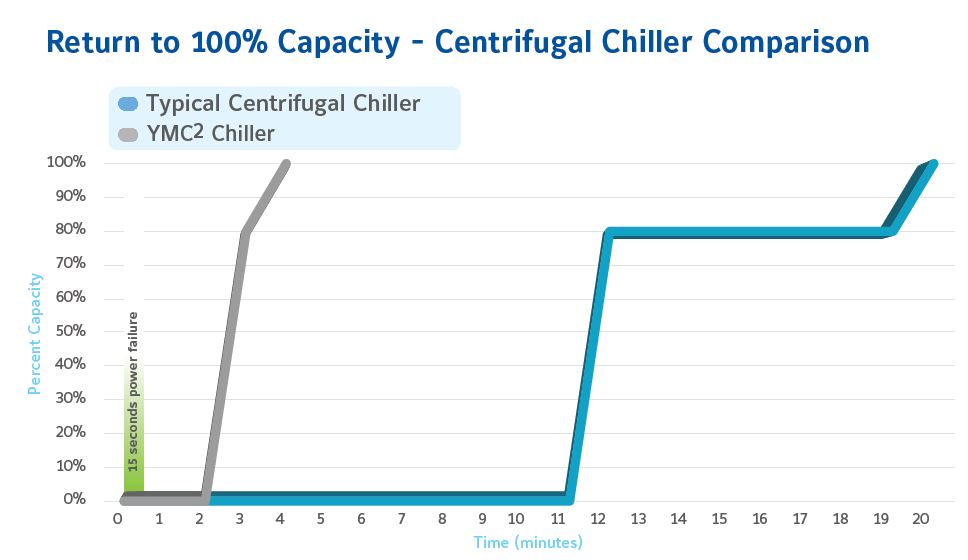 Return to 100% Capacity - Centrifugal Chiller Comparison
Typical Centrifugal Chiller
YMC2 Chiller
100%
90%
80%
70%
60%
50%
40%
30%
20%
10%
0%
Percent Capacity
15 seconds power failure
0 1 2 3 4 5 6 7 8 9 10 11 12 13 14 15 16 17 18 19 20
Time (minutes)